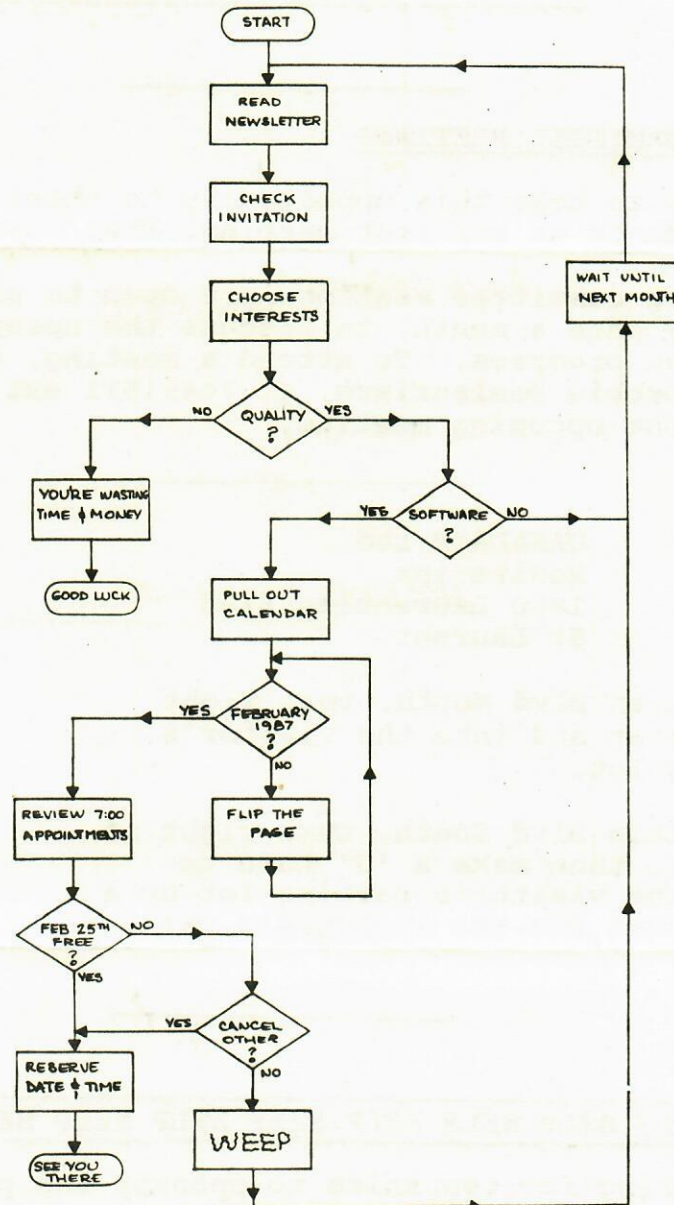 START
READ
NEWSLETTER
CHECK
INVITATION
CHOOSE
INTERESTS
WAIT UNTIL
NEXT MONTH
NO
QUALITY
?
YES
YOU'RE WASTING
TIME & MONEY
GOOD LUCK
YES
SOFTWARE
?
NO
PULL OUT
CALENDAR
YES
FEBRUARY
1987
?
NO
REVIEW 7:00
APPOINTMENTS
FLIP THE
PAGE
FEB 25TH
FREE
?
NO
YES
YES
CANCEL
OTHER
?
NO
RESERVE
DATE & TIME
WEEP
SEE YOU
THERE